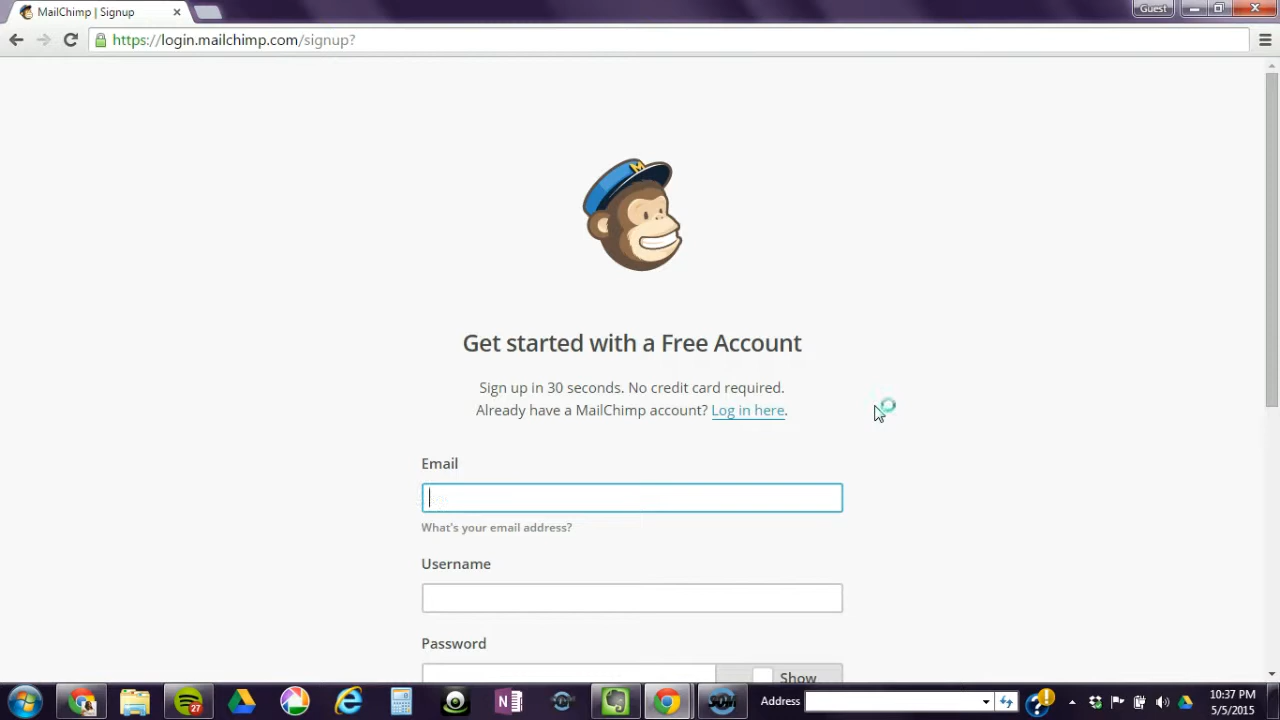 MailChimp | Signup
Guest
https://login.mailchimp.com/signup?
M
Get started with a Free Account
Sign up in 30 seconds. No credit card required.
Already have a MailChimp account? Log in here.
Email
What's your email address?
Username
Password
Show
27
N
Address
10:37 PM
5/5/2015